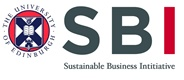 THE UNIVERSITY OF EDINBURGH
SBI
Sustainable Business Initiative